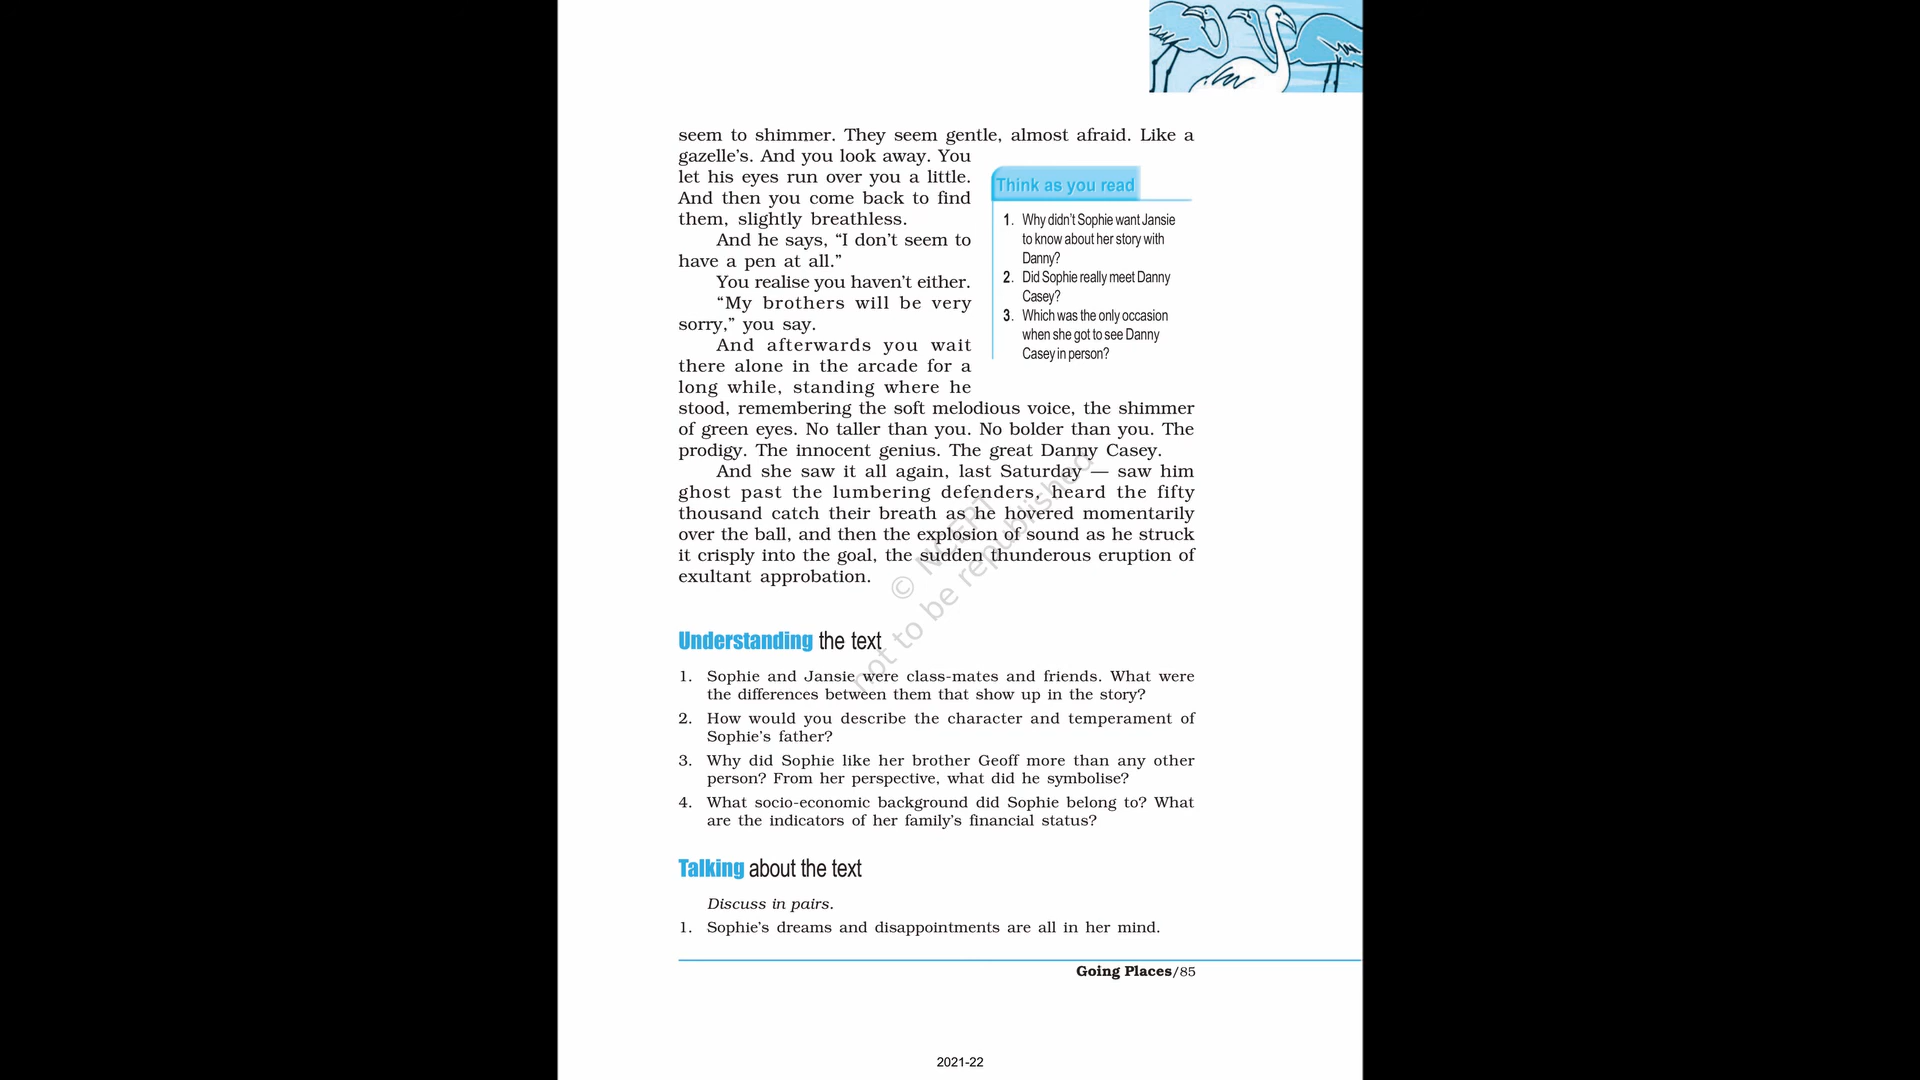 seem to shimmer. They seem gentle, almost afraid. Like a
gazelle’s. And you look away. You
let his eyes run over you a little.
And then you come back to find
them, slightly breathless.
And he says, “I don’t seem to
have a pen at all.”
You realise you haven’t either.
“My brothers will be very
sorry,” you say.
And afterwards you wait
there alone in the arcade for a
long while, standing where he
stood, remembering the soft melodious voice, the shimmer
of green eyes. No taller than you. No bolder than you. The
prodigy. The innocent genius. The great Danny Casey.
And she saw it all again, last Saturday — saw him
ghost past the lumbering defenders, heard the fifty
thousand catch their breath as he hovered momentarily
over the ball, and then the explosion of sound as he struck
it crisply into the goal, the sudden thunderous eruption of
exultant approbation.
Think as you read
1. Why didn’t Sophie want Jansie
to know about her story with
Danny?
2. Did Sophie really meet Danny
Casey?
3. Which was the only occasion
when she got to see Danny
Casey in person?
© NCERT
not to be republished
Understanding the text
1. Sophie and Jansie were class-mates and friends. What were
the differences between them that show up in the story?
2. How would you describe the character and temperament of
Sophie’s father?
3. Why did Sophie like her brother Geoff more than any other
person? From her perspective, what did he symbolise?
4. What socio-economic background did Sophie belong to? What
are the indicators of her family’s financial status?
Talking about the text
Discuss in pairs.
1. Sophie’s dreams and disappointments are all in her mind.
Going Places/85
2021-22